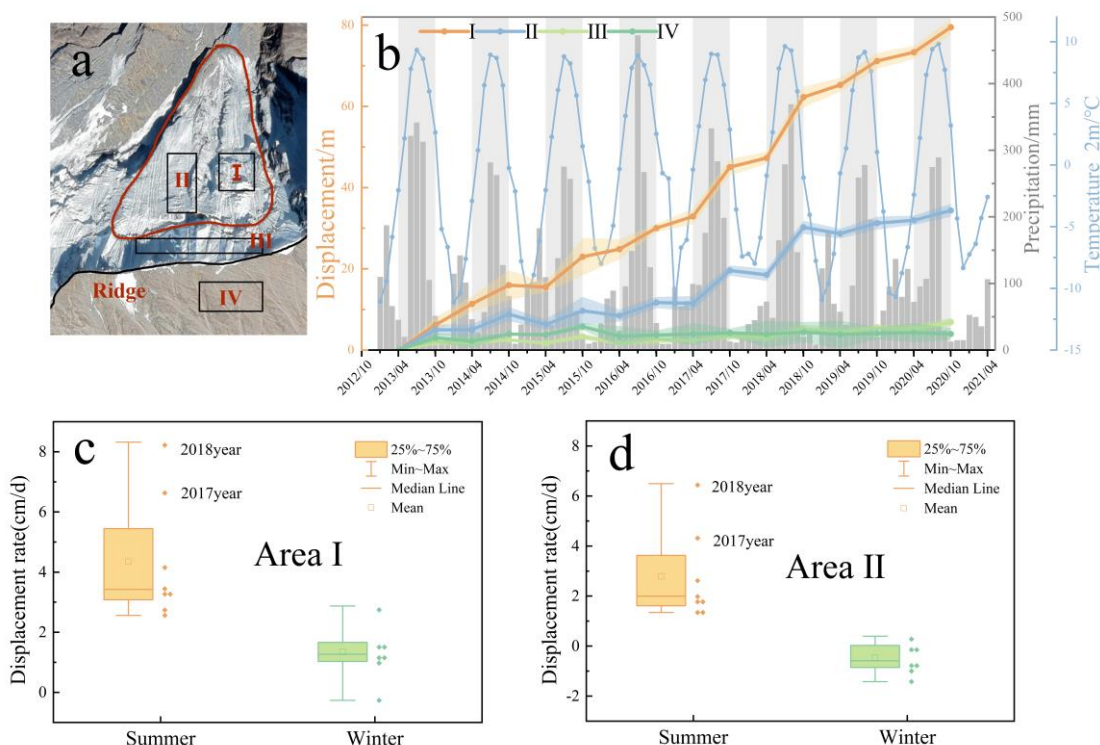 a
II
I
III
Ridge
IV
b
I II III IV
Displacement/m
80
60
40
20
0
500
400
300
200
100
0
Precipitation/mm
10
5
0
-5
-10
-15
Temperature 2m/°C
2012/10
2013/04
2013/10
2014/04
2014/10
2015/04
2015/10
2016/04
2016/10
2017/04
2017/10
2018/04
2018/10
2019/04
2019/10
2020/04
2020/10
2021/04
c
Displacement rate(cm/d)
8
6
4
2
0
2018year
2017year
25%~75%
Min~Max
Median Line
Mean
Area I
Summer Winter
d
Displacement rate(cm/d)
8
6
4
2
0
-2
2018year
2017year
25%~75%
Min~Max
Median Line
Mean
Area II
Summer Winter